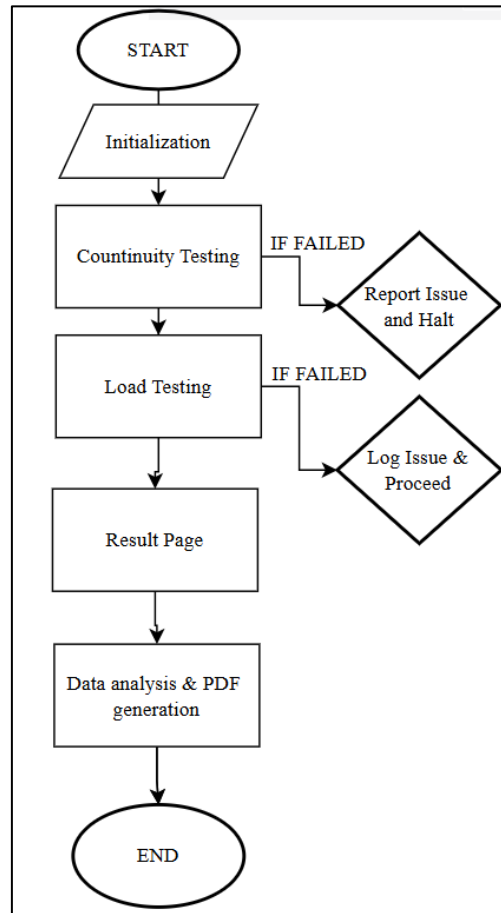 START
Initialization
Countinuity Testing
IF FAILED
Report Issue
and Halt
Load Testing
IF FAILED
Log Issue &
Proceed
Result Page
Data analysis & PDF
generation
END